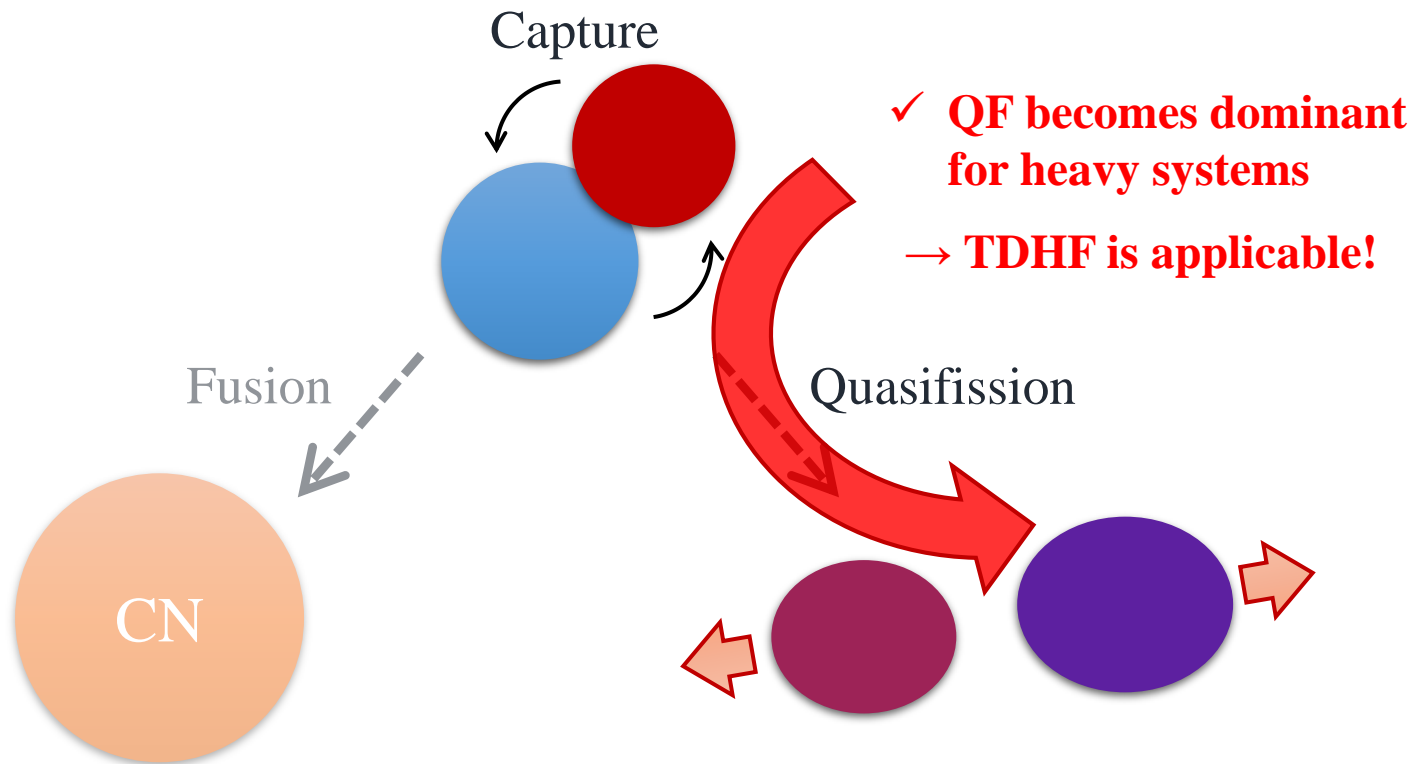 Capture
✓ QF becomes dominant
for heavy systems
→ TDHF is applicable!
Fusion
Quasifission
CN